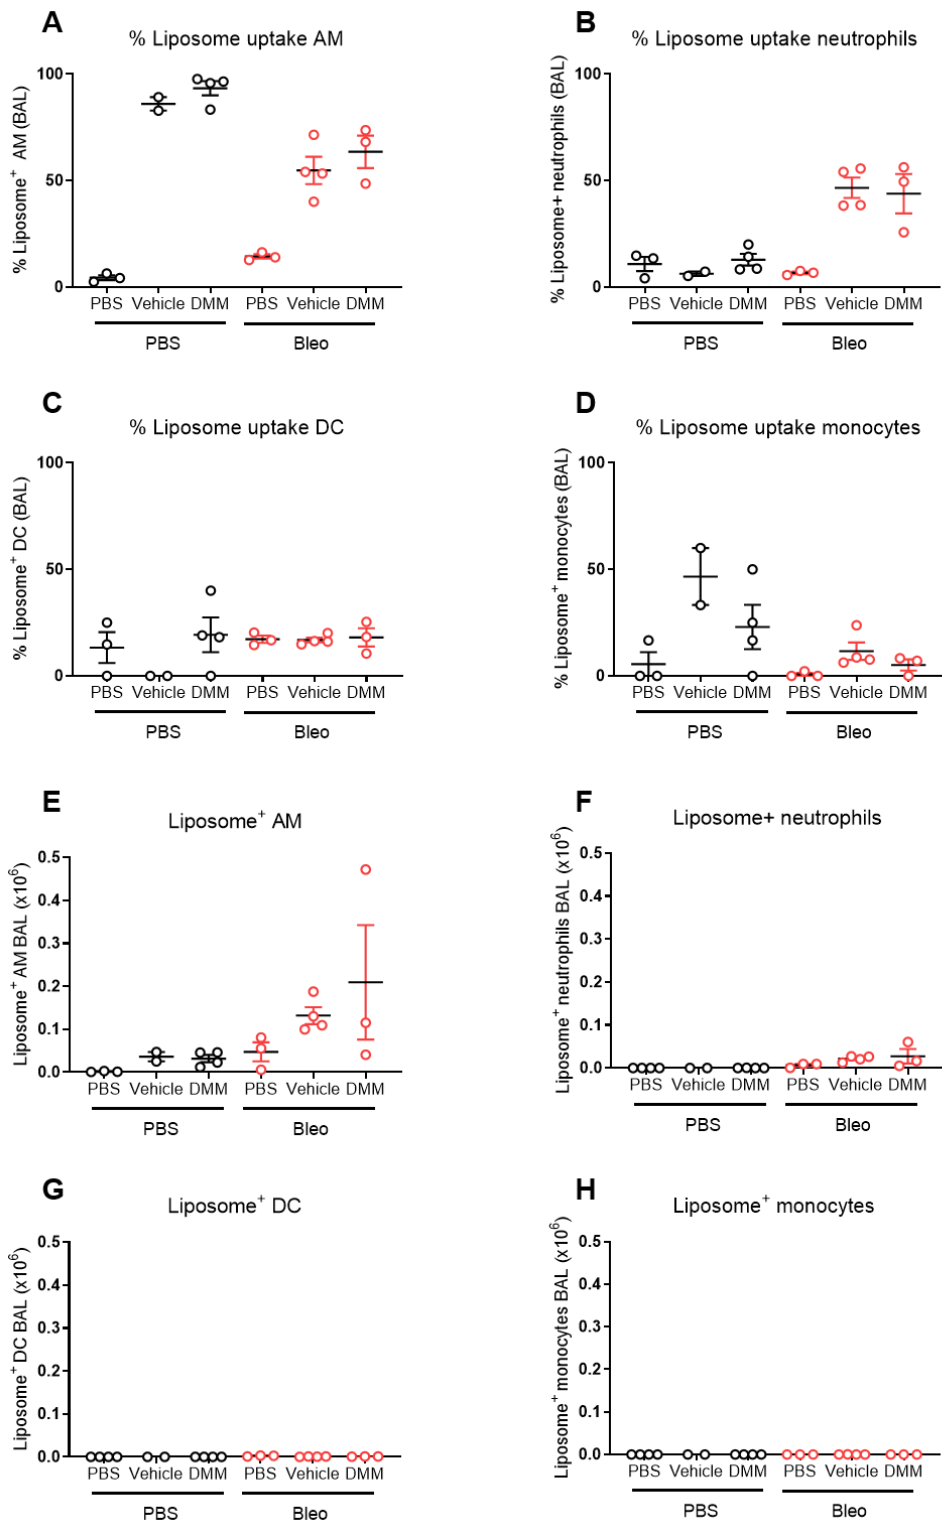 A
% Liposome uptake AM
% Liposome⁺ AM (BAL)
100
50
0
PBS Vehicle DMM PBS Vehicle DMM
PBS Bleo
B
% Liposome uptake neutrophils
% Liposome+ neutrophils (BAL)
100
50
0
PBS Vehicle DMM PBS Vehicle DMM
PBS Bleo
C
% Liposome uptake DC
% Liposome⁺ DC (BAL)
100
50
0
PBS Vehicle DMM PBS Vehicle DMM
PBS Bleo
D
% Liposome uptake monocytes
% Liposome⁺ monocytes (BAL)
100
50
0
PBS Vehicle DMM PBS Vehicle DMM
PBS Bleo
E
Liposome⁺ AM
Liposome⁺ AM BAL (x10⁶)
0.5
0.4
0.3
0.2
0.1
0.0
PBS Vehicle DMM PBS Vehicle DMM
PBS Bleo
F
Liposome+ neutrophils
Liposome⁺ neutrophils BAL (x10⁶)
0.5
0.4
0.3
0.2
0.1
0.0
PBS Vehicle DMM PBS Vehicle DMM
PBS Bleo
G
Liposome⁺ DC
Liposome⁺ DC BAL (x10⁶)
0.5
0.4
0.3
0.2
0.1
0.0
PBS Vehicle DMM PBS Vehicle DMM
PBS Bleo
H
Liposome⁺ monocytes
Liposome⁺ monocytes BAL (x10⁶)
0.5
0.4
0.3
0.2
0.1
0.0
PBS Vehicle DMM PBS Vehicle DMM
PBS Bleo